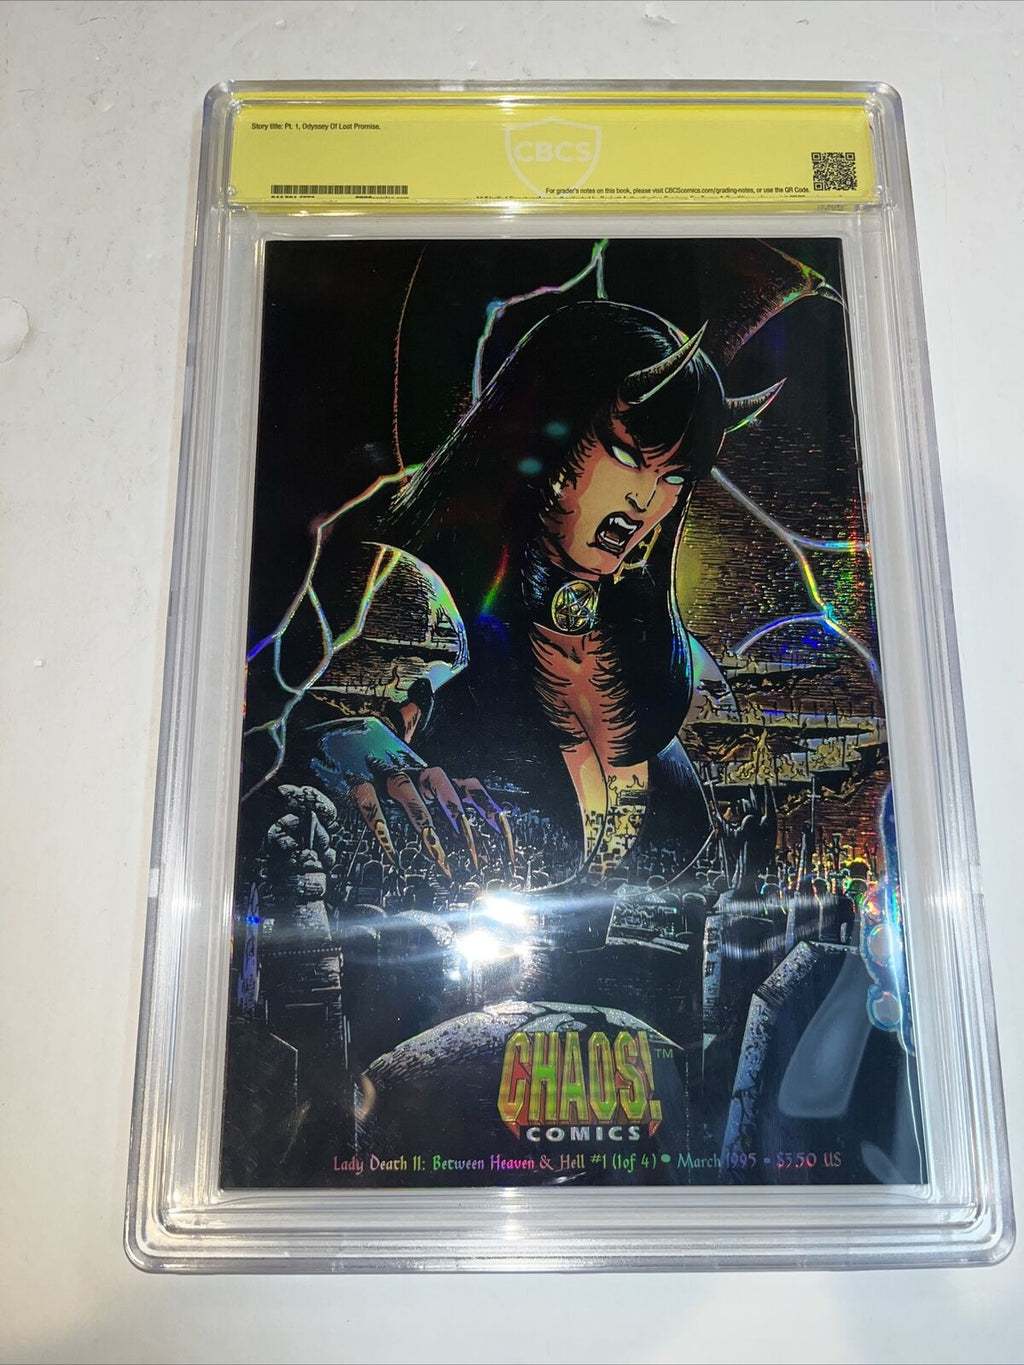 Story title: Pt. 1, Odyssey Of Lost Promise.
CBCS
For grader's notes on this book, please visit CBCScomics.com/grading-notes, or use the QR Code.
CHAOS!™
COMICS
Lady Death II: Between Heaven & Hell #1 (1of 4) • March 1995 - $3.50 US